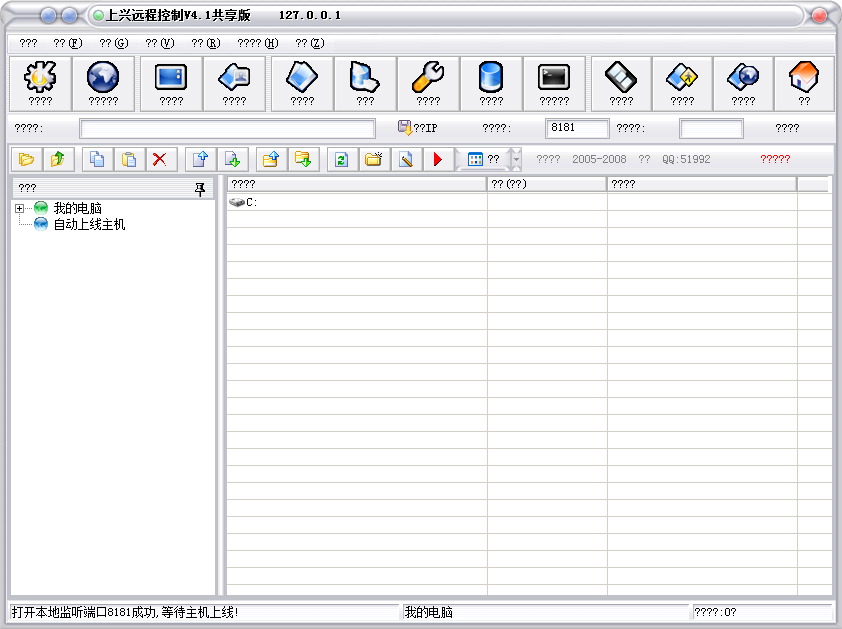 上兴远程控制V4.1共享版 127.0.0.1
??? ??(F) ??(G) ??(V) ??(R) ????(H) ??(Z)
???? ????? ???? ???? ???? ??? ???? ???? ????? ???? ???? ???? ??
????: ??IP ????: 8181 ????: ????
?? ???? 2005-2008 ?? QQ:51992 ?????
??? ???? ??(??) ????
我的电脑 C:
自动上线主机
打开本地监听端口8181成功,等待主机上线! 我的电脑 ????:0?